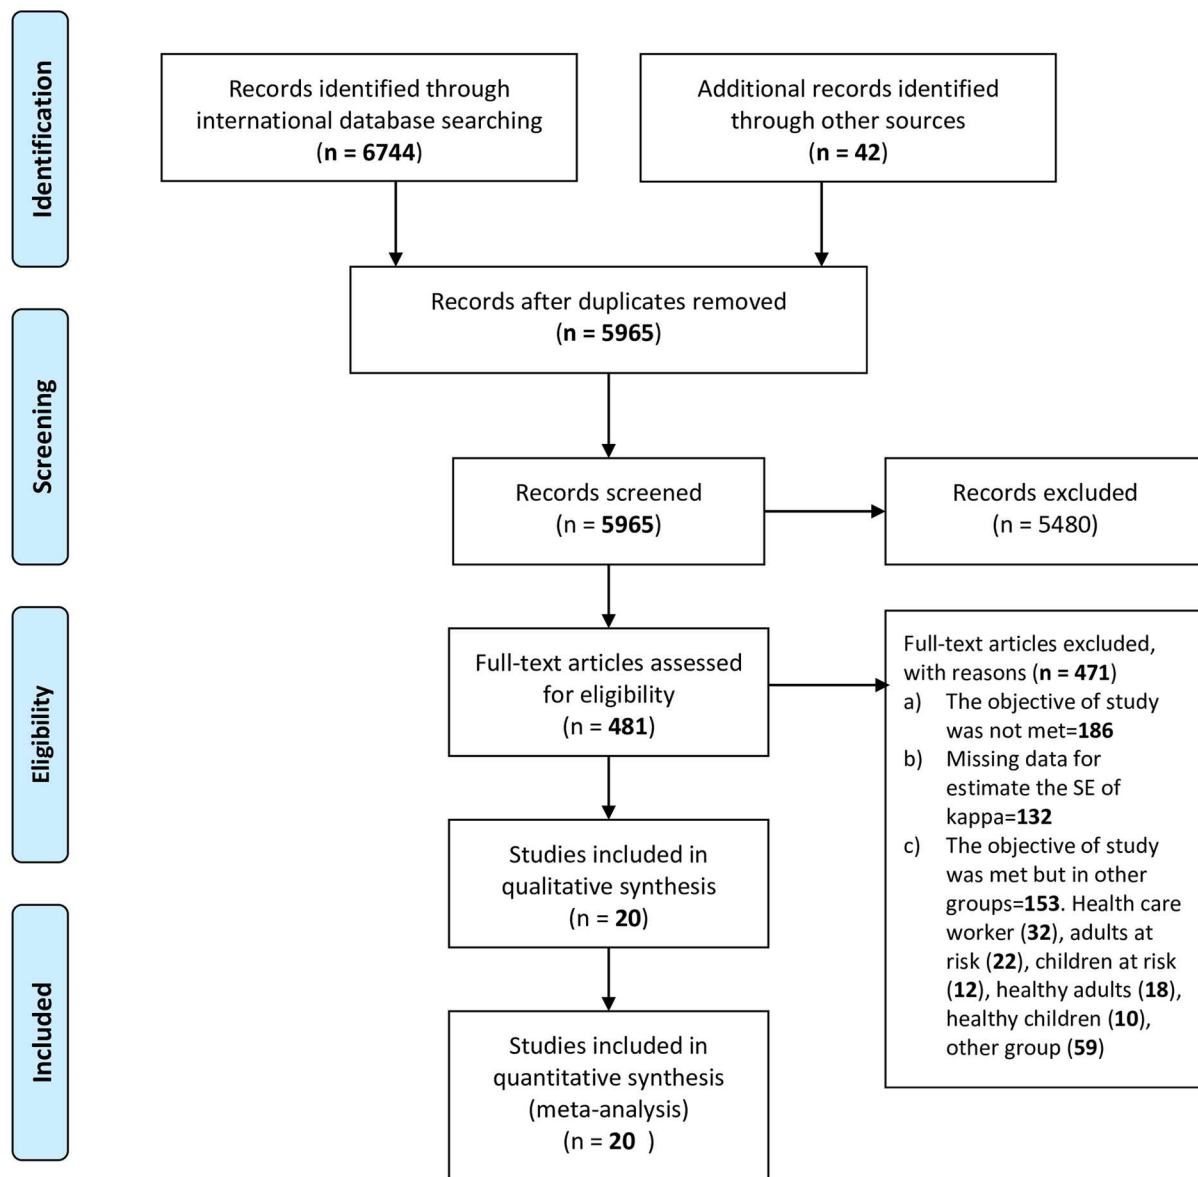 Identification
Records identified through
international database searching
(n = 6744)
Additional records identified
through other sources
(n = 42)
Records after duplicates removed
(n = 5965)
Screening
Records screened
(n = 5965)
Records excluded
(n = 5480)
Eligibility
Full-text articles assessed
for eligibility
(n = 481)
Full-text articles excluded,
with reasons (n = 471)
a) The objective of study
was not met=186
b) Missing data for
estimate the SE of
kappa=132
c) The objective of study
was met but in other
groups=153. Health care
worker (32), adults at
risk (22), children at risk
(12), healthy adults (18),
healthy children (10),
other group (59)
Studies included in
qualitative synthesis
(n = 20)
Included
Studies included in
quantitative synthesis
(meta-analysis)
(n = 20 )